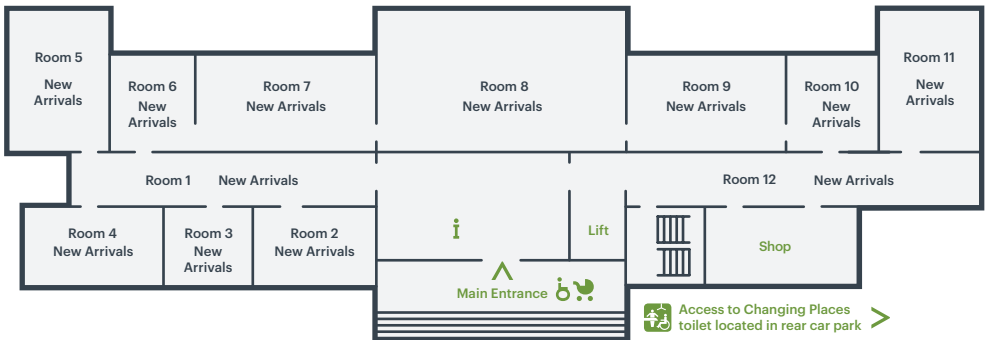 Room 5
New
Arrivals
Room 6
New
Arrivals
Room 7
New Arrivals
Room 8
New Arrivals
Room 9
New Arrivals
Room 10
New
Arrivals
Room 11
New
Arrivals
Room 1 New Arrivals
Room 12 New Arrivals
Room 4
New Arrivals
Room 3
New
Arrivals
Room 2
New Arrivals
i
Lift
Shop
Main Entrance
Access to Changing Places
toilet located in rear car park